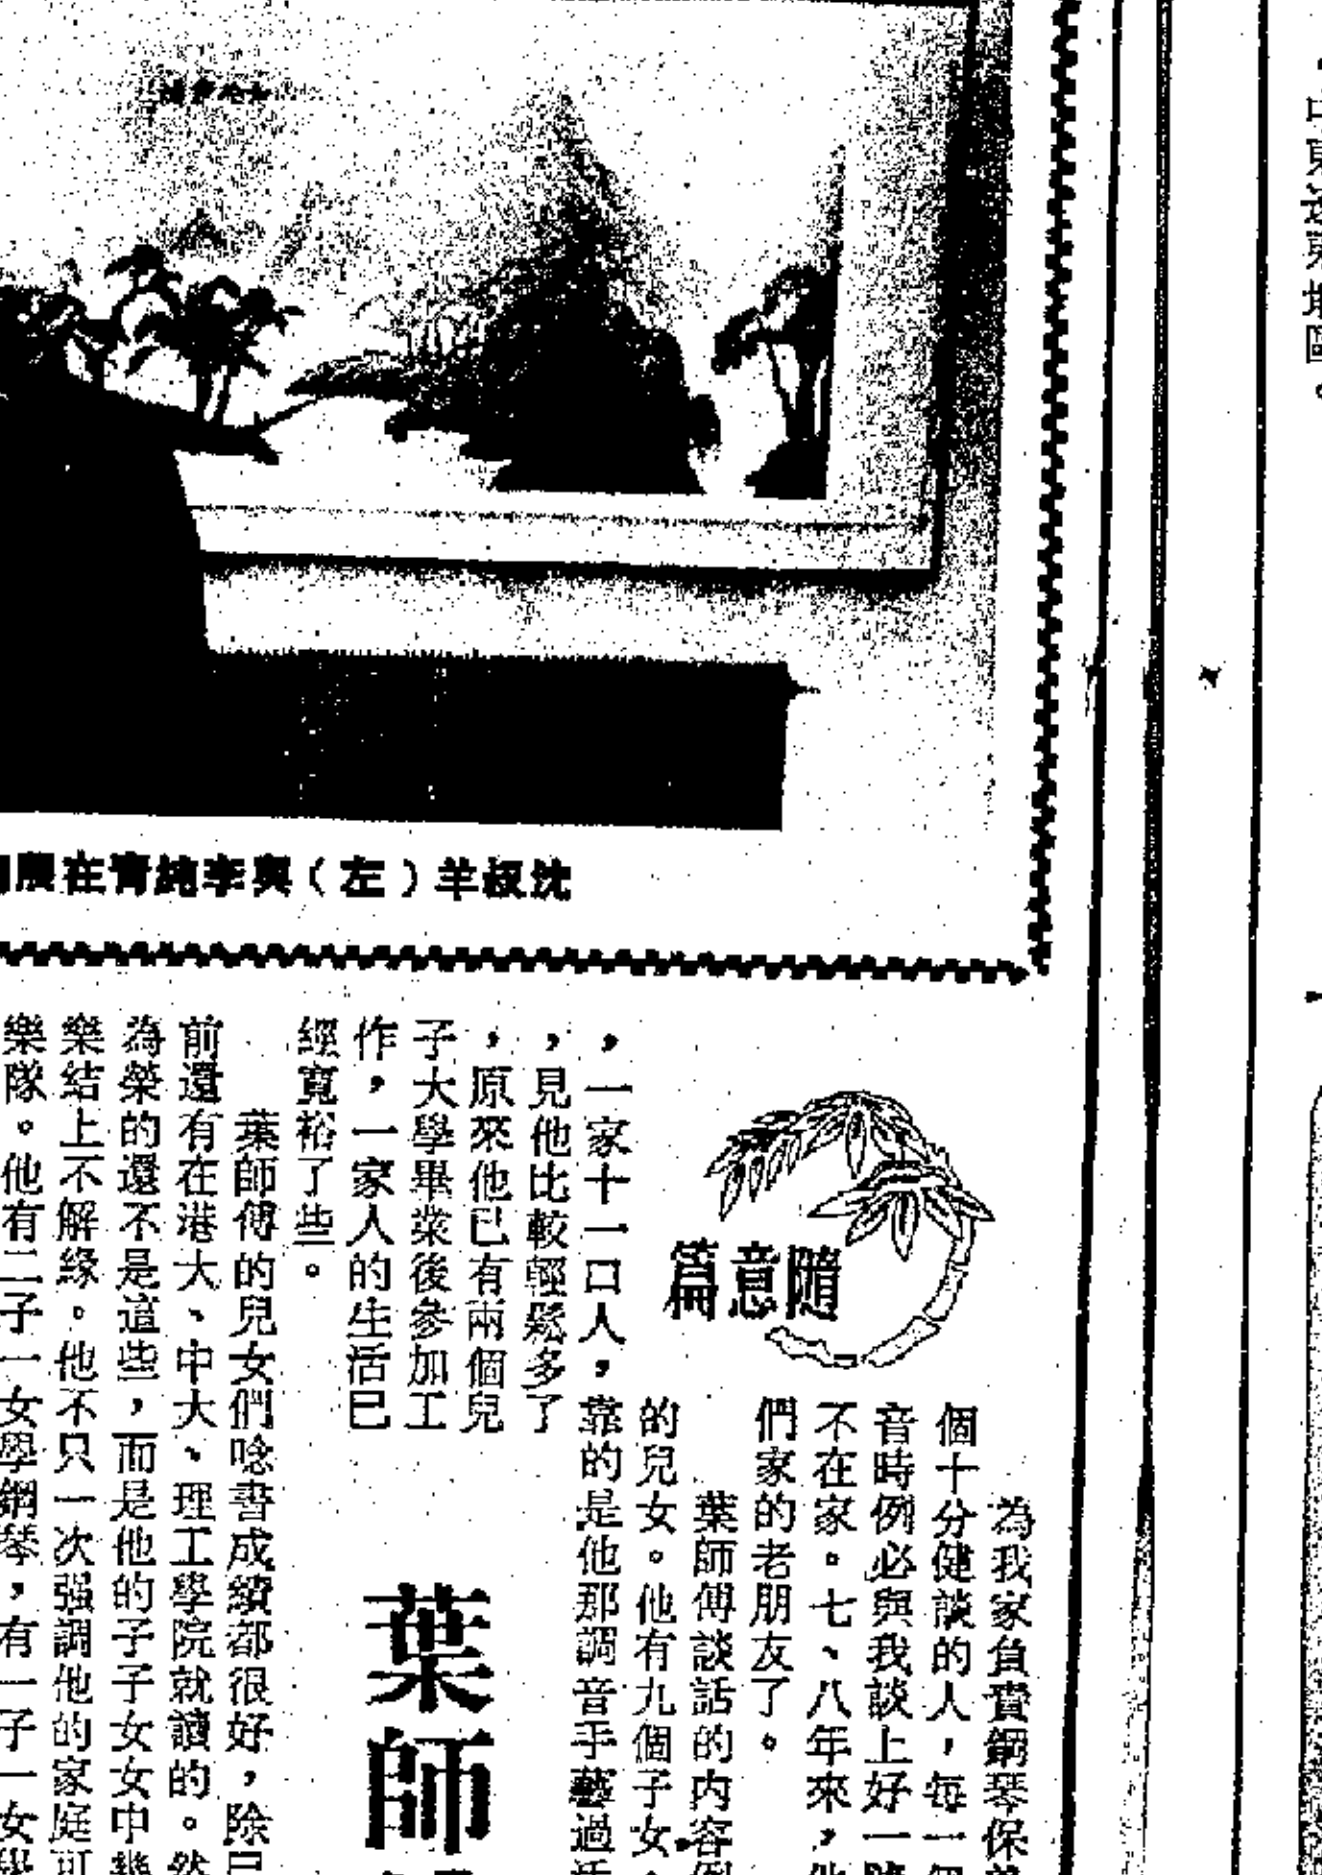 沈叔羊（左）與李純青在展
隨意篇
葉師
為我家負責鋼琴保
個十分健談的人，每一個
音時例必與我談上好一
不在家。七、八年來，他
們家的老朋友了。
葉師傅談話的內容
的兒女。他有九個子女，
，一家十一口人，靠的是他那調音手藝過活
，見他比較輕鬆多了
，原來他已有兩個兒
子大學畢業後參加工
作，一家人的生活已
經寬裕了些。
葉師傅的兒女們唸書成績都很好，除已
前還有在港大、中大、理工學院就讀的。然
為榮的還不是這些，而是他的子子女女中幾
樂結上不解緣。他不只一次强調他的家庭可
樂隊。他有二子一女學鋼琴，有一子一女學